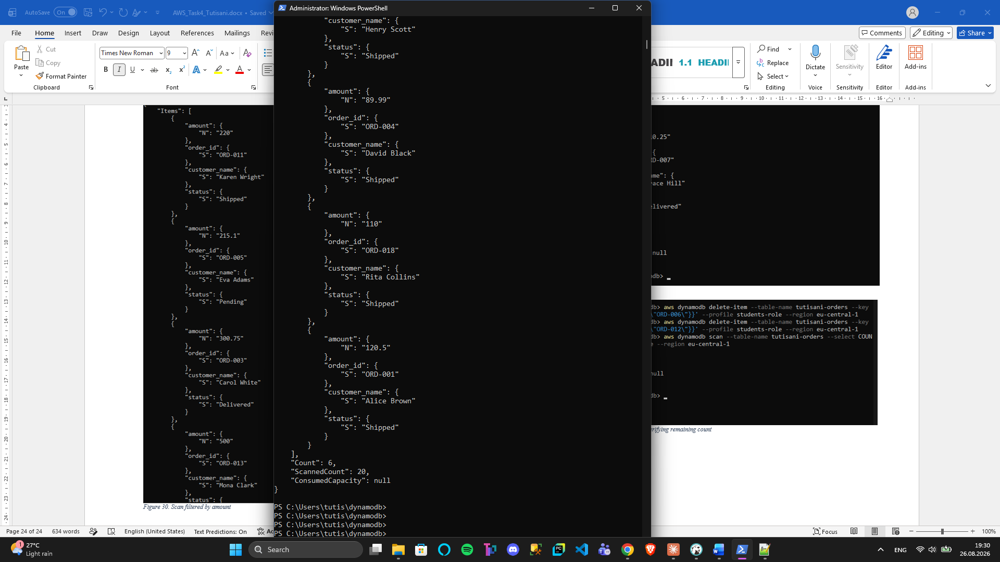 AutoSave
On
AWS_Task4_Tutisani.docx • Saved
Administrator: Windows PowerShell
File
Home
Insert
Draw
Design
Layout
References
Mailings
Revi
Comments
Editing
Share
Paste
Cut
Copy
Format Painter
Clipboard
Times New Roman
9
Font
1.1 HEADI
Find
Replace
Select
Editing
Dictate
Voice
Sensitivity
Sensitivity
Editor
Editor
Add-ins
Add-ins
"Items": [
{
"amount": {
"N": "220"
},
"order_id": {
"S": "ORD-011"
},
"customer_name": {
"S": "Karen Wright"
},
"status": {
"S": "Shipped"
}
},
{
"amount": {
"N": "215.1"
},
"order_id": {
"S": "ORD-005"
},
"customer_name": {
"S": "Eva Adams"
},
"status": {
"S": "Pending"
}
},
{
"amount": {
"N": "300.75"
},
"order_id": {
"S": "ORD-003"
},
"customer_name": {
"S": "Carol White"
},
"status": {
"S": "Delivered"
}
},
{
"amount": {
"N": "500"
},
"order_id": {
"S": "ORD-013"
},
"customer_name": {
"S": "Mona Clark"
},
"status": {
Figure 30. Scan filtered by amount
"customer_name": {
"S": "Henry Scott"
},
"status": {
"S": "Shipped"
}
},
{
"amount": {
"N": "89.99"
},
"order_id": {
"S": "ORD-004"
},
"customer_name": {
"S": "David Black"
},
"status": {
"S": "Shipped"
}
},
{
"amount": {
"N": "110"
},
"order_id": {
"S": "ORD-018"
},
"customer_name": {
"S": "Rita Collins"
},
"status": {
"S": "Shipped"
}
},
{
"amount": {
"N": "120.5"
},
"order_id": {
"S": "ORD-001"
},
"customer_name": {
"S": "Alice Brown"
},
"status": {
"S": "Shipped"
}
}
],
"Count": 6,
"ScannedCount": 20,
"ConsumedCapacity": null
}
PS C:\Users\tutis\dynamodb>
PS C:\Users\tutis\dynamodb>
PS C:\Users\tutis\dynamodb>
PS C:\Users\tutis\dynamodb>
0.25"
{
RD-007"
ame": {
ace Hill"
elivered"
null
odb>
db> aws dynamodb delete-item --table-name tutisani-orders --key
\"ORD-006\"}}' --profile students-role --region eu-central-1
db> aws dynamodb delete-item --table-name tutisani-orders --key
\"ORD-012\"}}' --profile students-role --region eu-central-1
db> aws dynamodb scan --table-name tutisani-orders --select COUN
e --region eu-central-1
null
db>
erifying remaining count
Page 24 of 24
634 words
English (United States)
Text Predictions: On
Focus
100%
27°C
Light rain
Search
ENG
19:30
26.08.2026